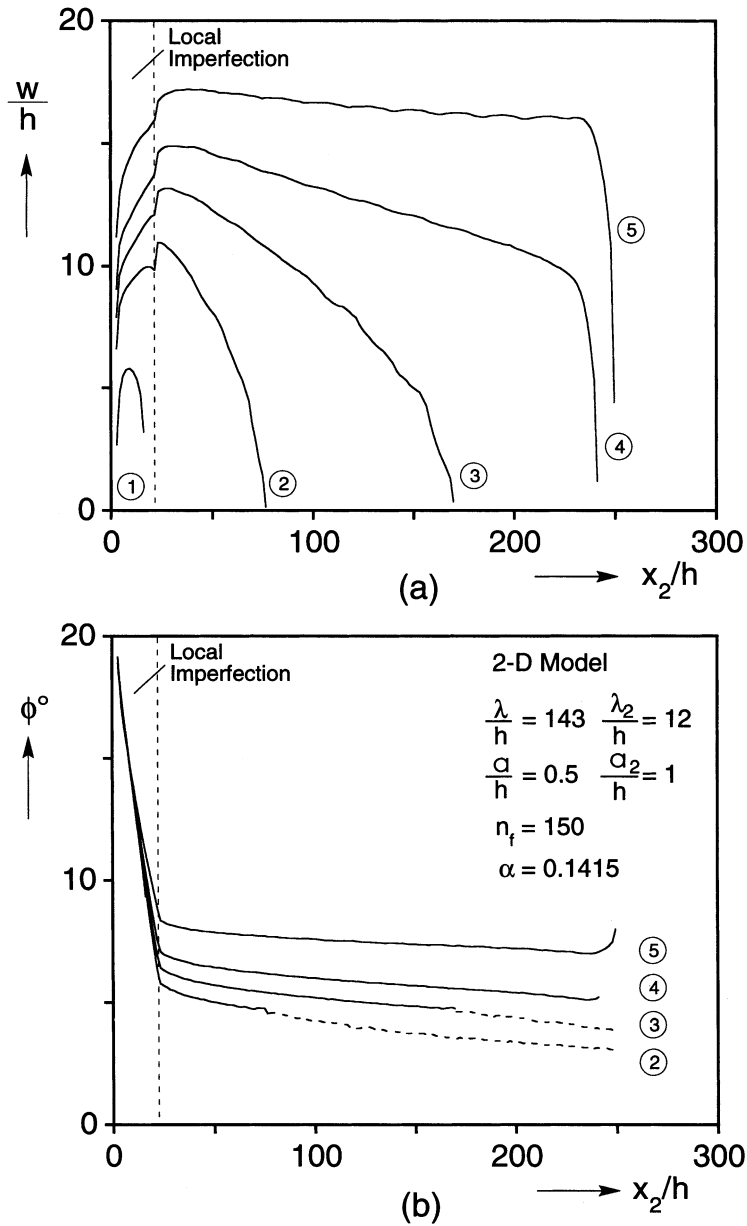 20
Local
Imperfection
w
h
10
5
4
3
2
1
0
0
100
200
300
x2/h
(a)
20
Local
Imperfection
2-D Model
ϕ°
λ/h = 143 λ2/h = 12
a/h = 0.5 a2/h = 1
nf = 150
α = 0.1415
10
5
4
3
2
0
0
100
200
300
x2/h
(b)